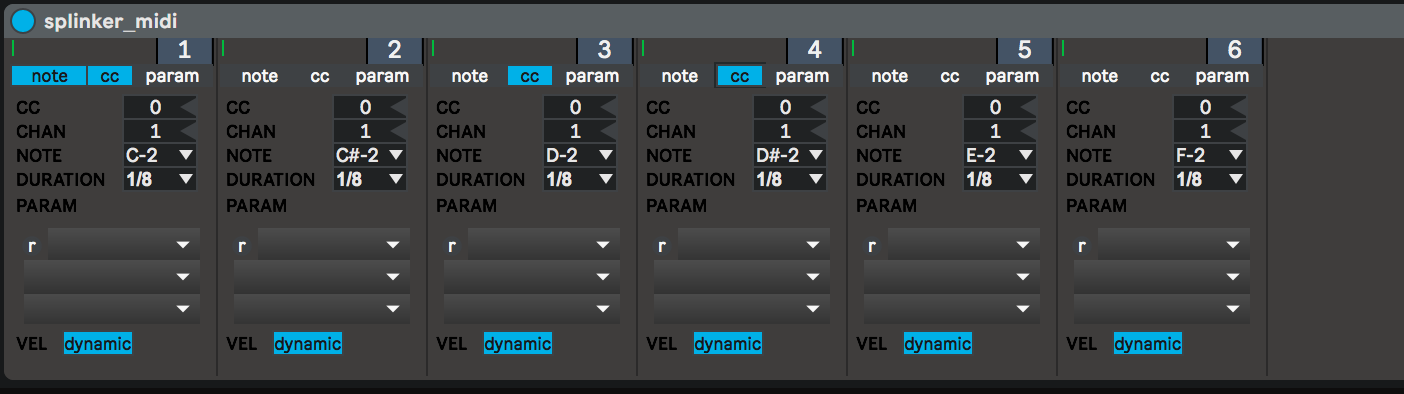 splinker_midi
1 2 3 4 5 6
note cc param note cc param note cc param note cc param note cc param note cc param
CC 0 CC 0 CC 0 CC 0 CC 0 CC 0
CHAN 1 CHAN 1 CHAN 1 CHAN 1 CHAN 1 CHAN 1
NOTE C-2 NOTE C#-2 NOTE D-2 NOTE D#-2 NOTE E-2 NOTE F-2
DURATION 1/8 DURATION 1/8 DURATION 1/8 DURATION 1/8 DURATION 1/8 DURATION 1/8
PARAM PARAM PARAM PARAM PARAM PARAM
r r r r r r
VEL dynamic VEL dynamic VEL dynamic VEL dynamic VEL dynamic VEL dynamic